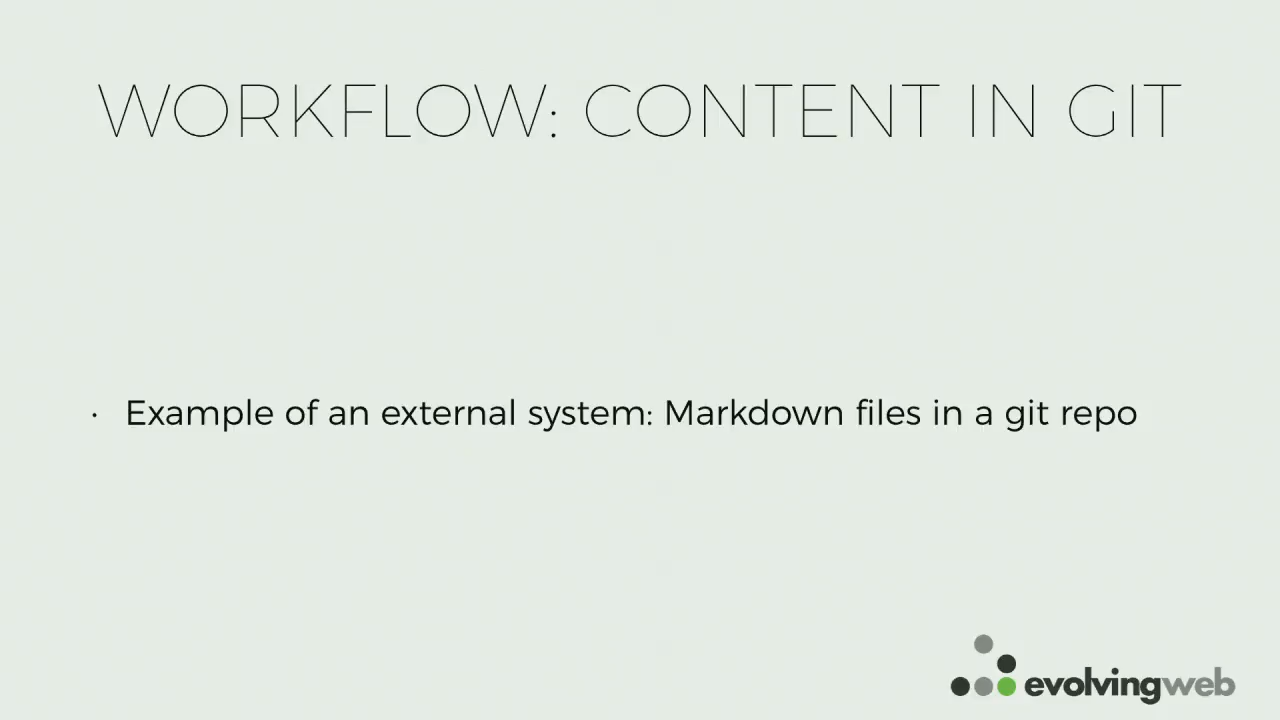 WORKFLOW: CONTENT IN GIT
· Example of an external system: Markdown files in a git repo
evolvingweb